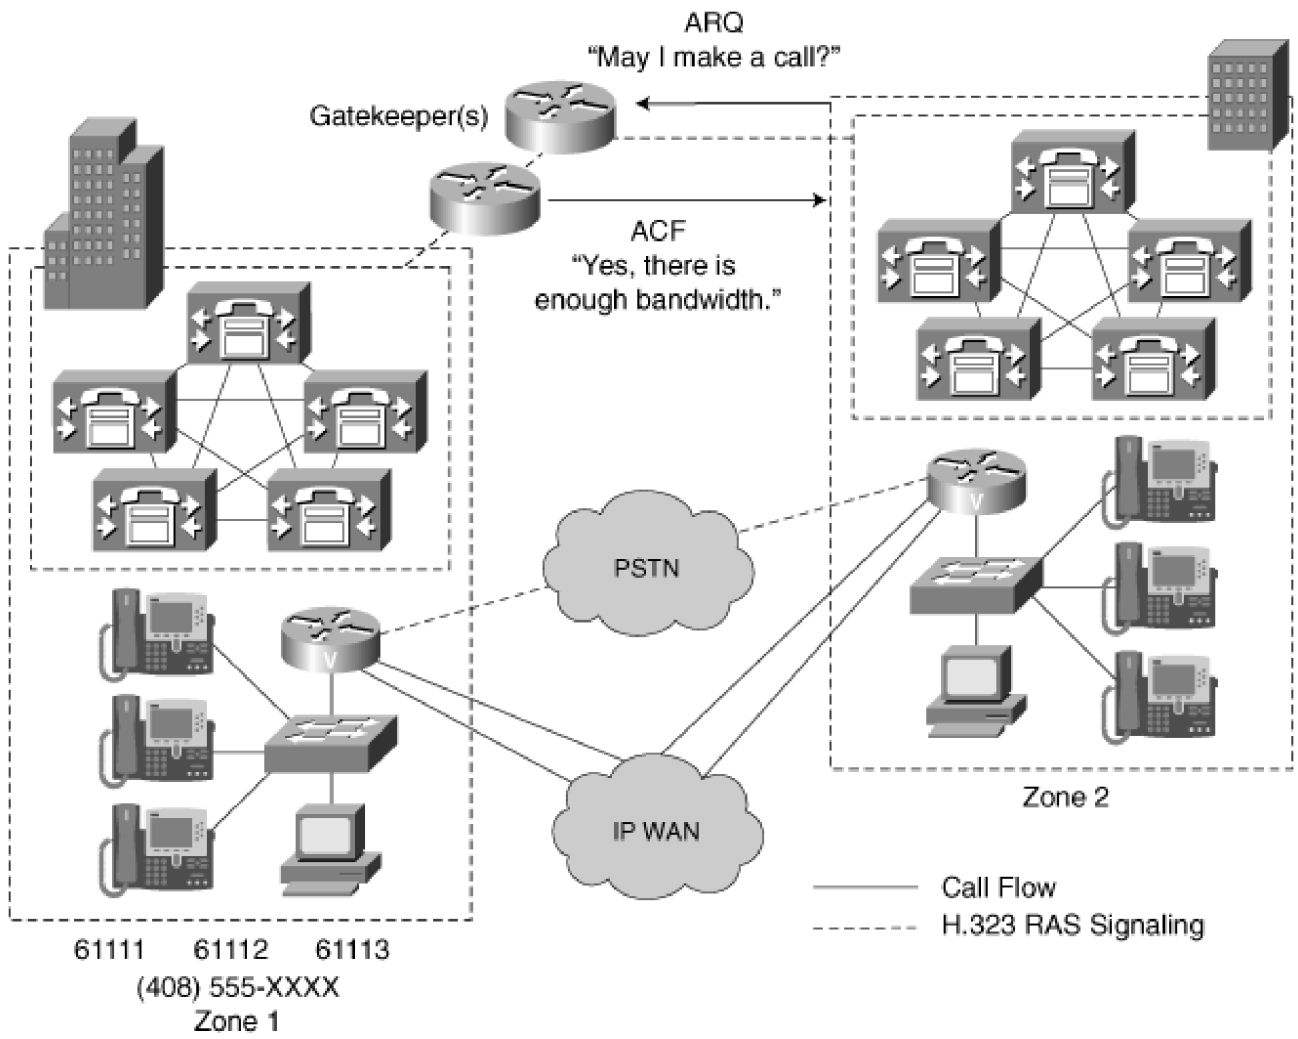 ARQ
“May I make a call?”
Gatekeeper(s)
ACF
“Yes, there is
enough bandwidth.”
V
PSTN
V
Zone 2
IP WAN
Call Flow
H.323 RAS Signaling
61111 61112 61113
(408) 555-XXXX
Zone 1